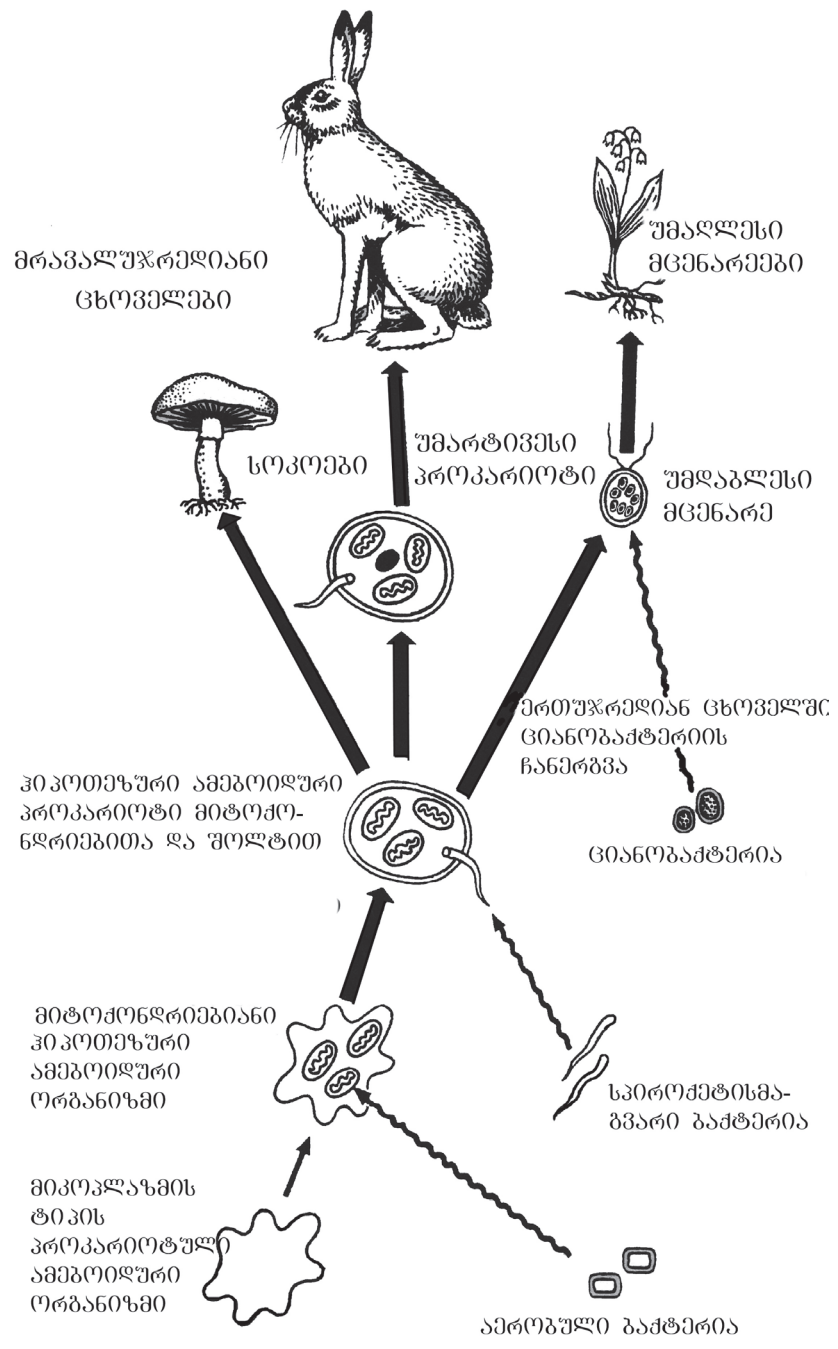 მრავალუჯრედიანი
ცხოველები
უმაღლესი
მცენარეები
სოკოები
უმარტივესი
პროკარიოტი
უმდაბლესი
მცენარე
ერთუჯრედიან ცხოველში
ციანობაქტერიის
ჩანერგვა
ციანობაქტერია
ჰიპოთეზური ამებოიდური
პროკარიოტი მიტოქო-
ნდრიებითა და შოლტით
მიტოქონდრიებიანი
ჰიპოთეზური
ამებოიდური
ორგანიზმი
სპიროქეტისმა-
გვარი ბაქტერია
მიკოპლაზმის
ტიპის
პროკარიოტული
ამებოიდური
ორგანიზმი
აერობული ბაქტერია